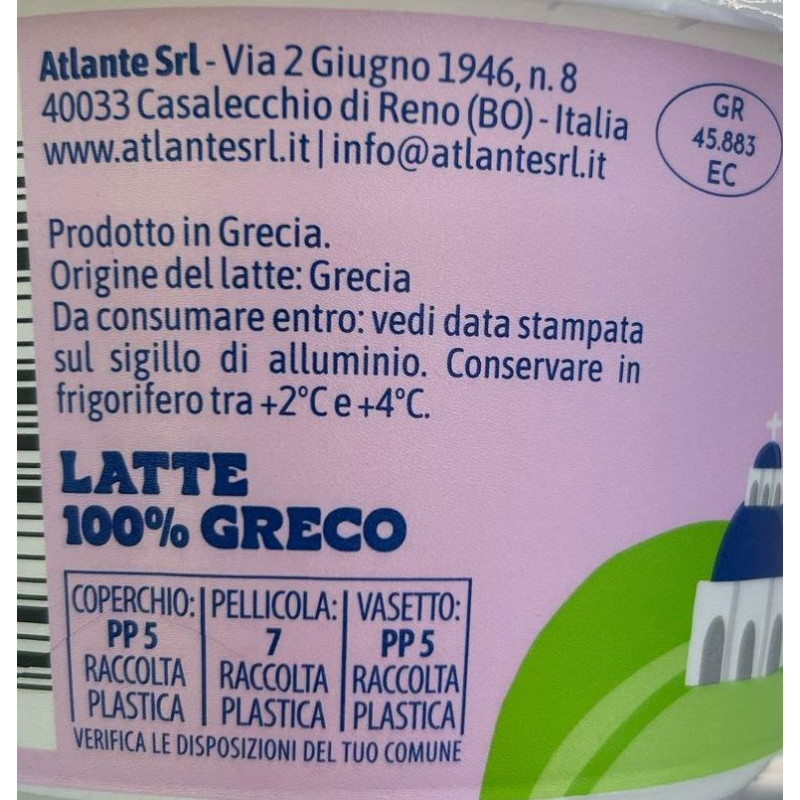 Atlante Srl - Via 2 Giugno 1946, n. 8
40033 Casalecchio di Reno (BO) - Italia
www.atlantesrl.it | info@atlantesrl.it
GR
45.883
EC
Prodotto in Grecia.
Origine del latte: Grecia
Da consumare entro: vedi data stampata
sul sigillo di alluminio. Conservare in
frigorifero tra +2°C e +4°C.
LATTE
100% GRECO
COPERCHIO: PELLICOLA: VASETTO:
PP 5 7 PP 5
RACCOLTA RACCOLTA RACCOLTA
PLASTICA PLASTICA PLASTICA
VERIFICA LE DISPOSIZIONI DEL TUO COMUNE